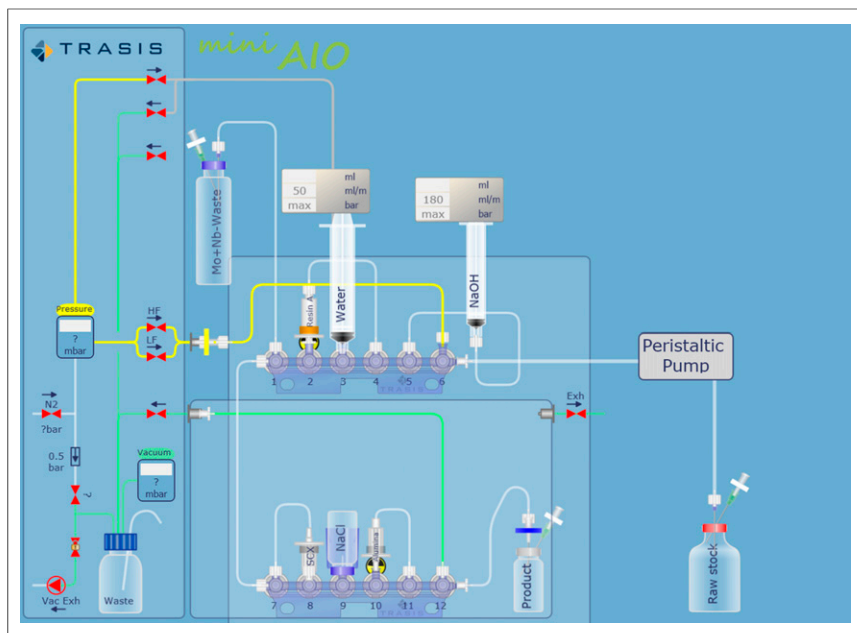 TRASIS
mini AIO
Mo+Nb-Waste
50
max
ml
ml/m
bar
180
max
ml
ml/m
bar
Water
NaOH
Resin A
Pressure
?
mbar
HF
LF
1
2
3
4
5
6
TRASIS
Peristaltic
Pump
N2
?bar
0.5
bar
?
Vacuum
?
mbar
Exh
SCX
NaCl
Alumina
Product
Raw stock
7
8
9
10
11
12
TRASIS
Vac Exh
Waste